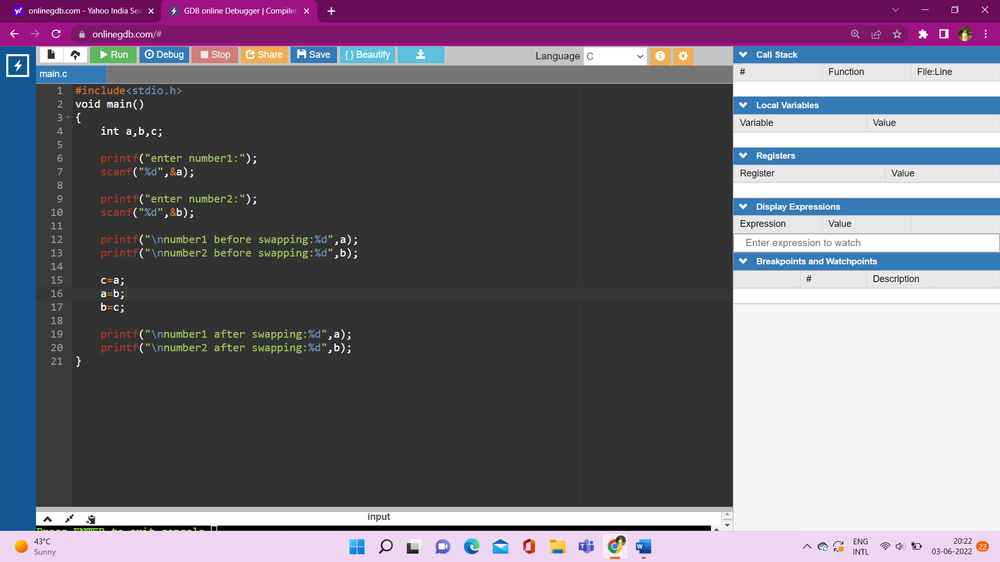 onlinegdb.com - Yahoo India Sea
GDB online Debugger | Compiler
onlinegdb.com/#
Run
Debug
Stop
Share
Save
{ } Beautify
Language
C
main.c
1 #include<stdio.h>
2 void main()
3 {
4 int a,b,c;
5
6 printf("enter number1:");
7 scanf("%d",&a);
8
9 printf("enter number2:");
10 scanf("%d",&b);
11
12 printf("\nnumber1 before swapping:%d",a);
13 printf("\nnumber2 before swapping:%d",b);
14
15 c=a;
16 a=b;
17 b=c;
18
19 printf("\nnumber1 after swapping:%d",a);
20 printf("\nnumber2 after swapping:%d",b);
21 }
Call Stack
# Function File:Line
Local Variables
Variable Value
Registers
Register Value
Display Expressions
Expression Value
Enter expression to watch
Breakpoints and Watchpoints
# Description
input
Press ENTER to exit console.
43°C
Sunny
ENG
INTL
20:22
03-06-2022
22